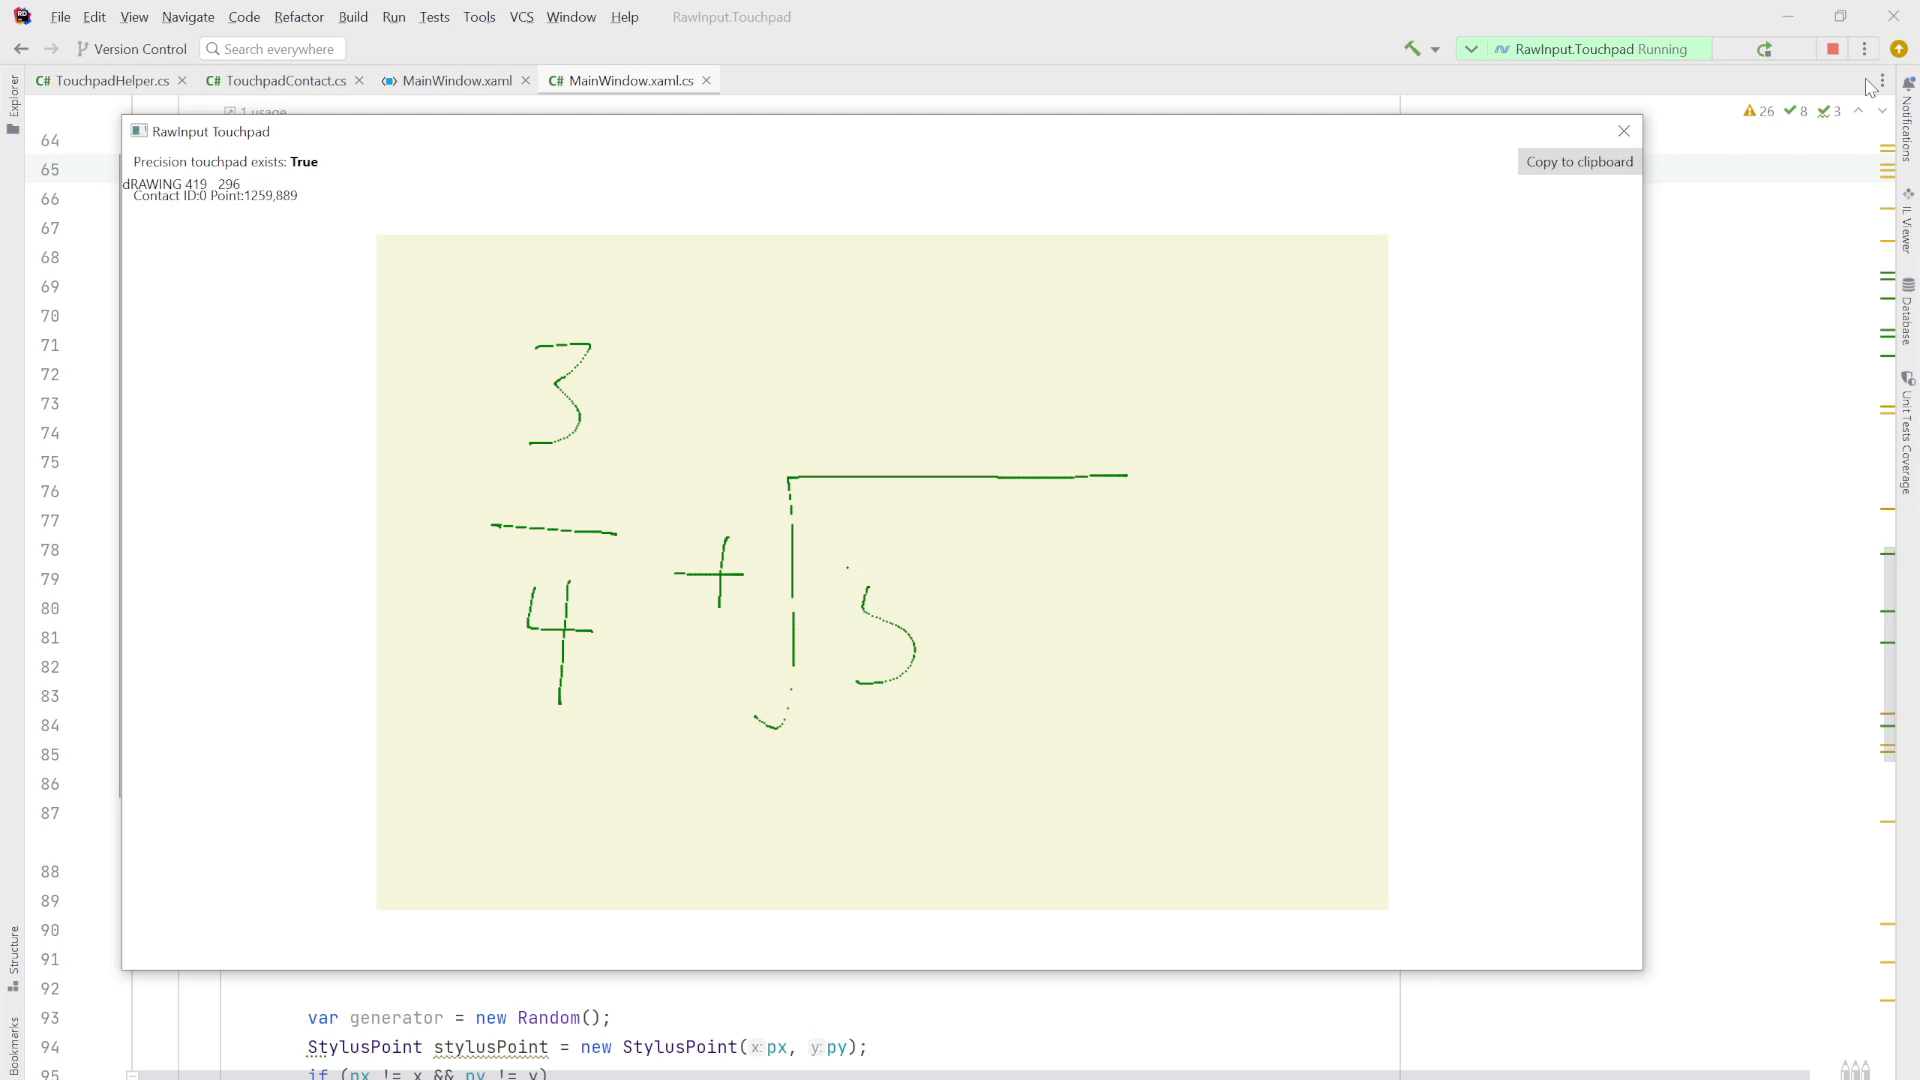 File Edit View Navigate Code Refactor Build Run Tests Tools VCS Window Help RawInput.Touchpad
Version Control Search everywhere RawInput.Touchpad Running
C# TouchpadHelper.cs C# TouchpadContact.cs MainWindow.xaml C# MainWindow.xaml.cs
Explorer
Structure
Bookmarks
1 usage
26 8 3
64
65
66
67
68
69
70
71
72
73
74
75
76
77
78
79
80
81
82
83
84
85
86
87
88
89
90
91
92
93
94
95
RawInput Touchpad
Precision touchpad exists: True
Copy to clipboard
dRAWING 419 296
Contact ID:0 Point:1259,889
3
4
+ √
5
var generator = new Random();
StylusPoint stylusPoint = new StylusPoint(x: px, y: py);
if (px != x && py != y)
Notifications
IL Viewer
Database
Unit Tests Coverage